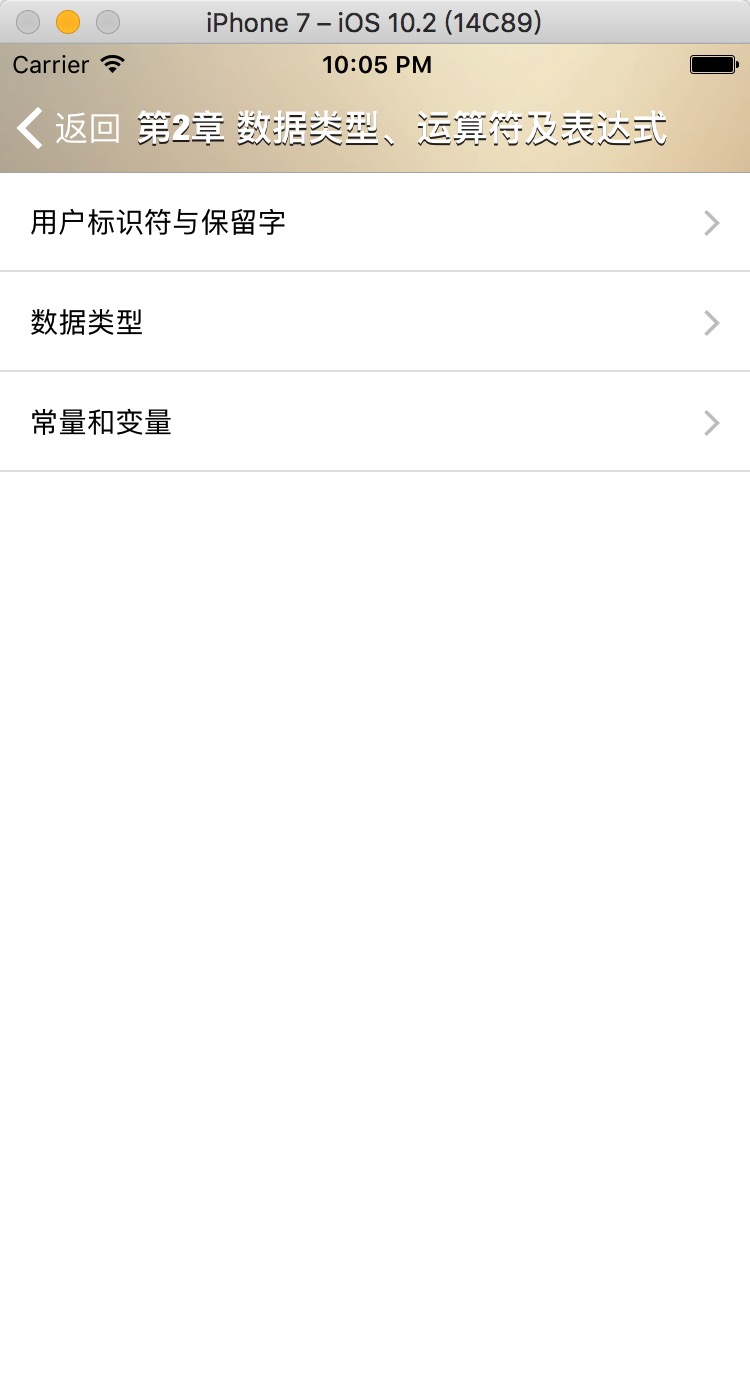 iPhone 7 – iOS 10.2 (14C89)
Carrier 10:05 PM
返回 第2章 数据类型、运算符及表达式
用户标识符与保留字
数据类型
常量和变量